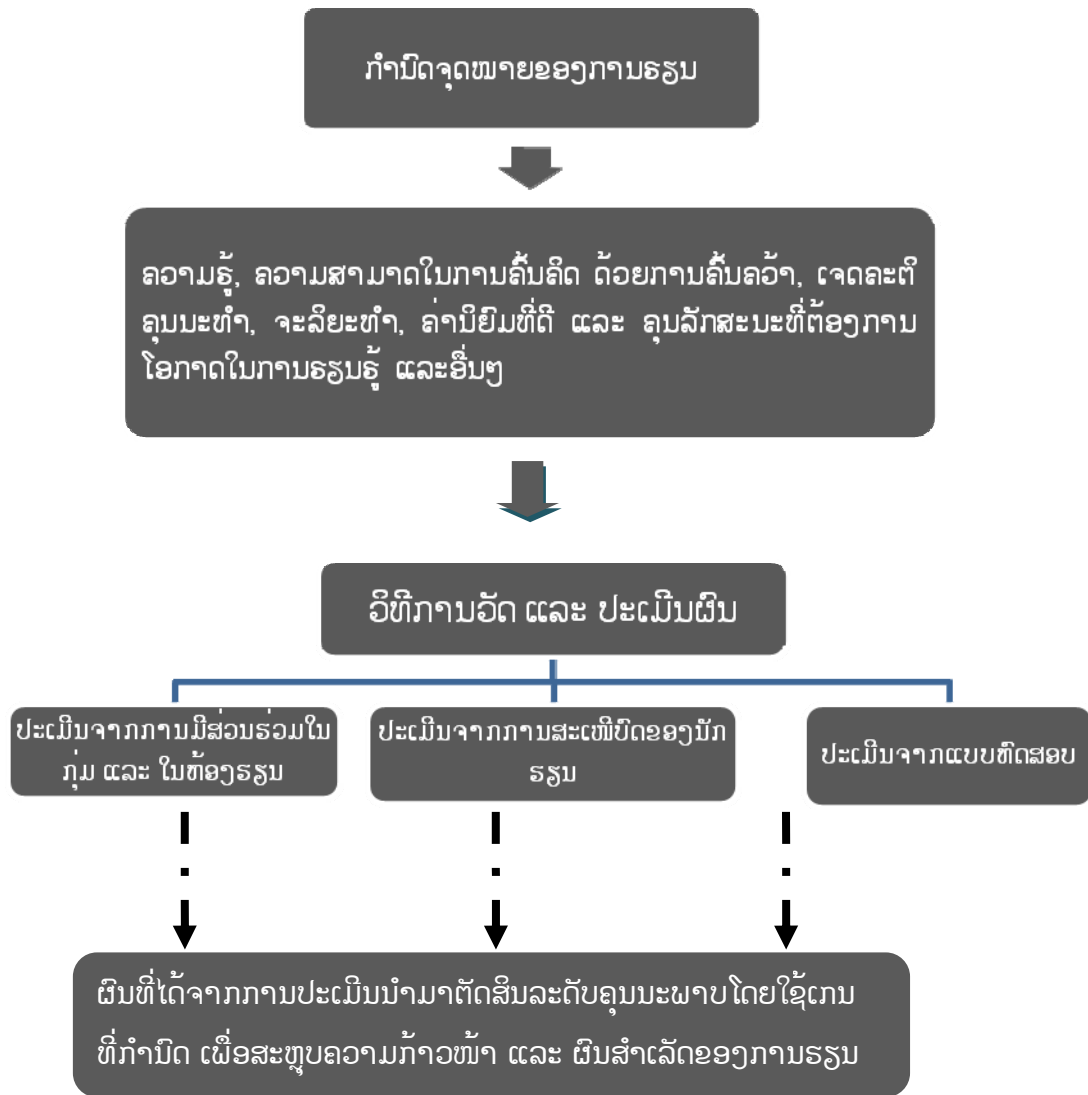 ກຳນົດຈຸດໝາຍຂອງການຮຽນ
ຄວາມຮູ້, ຄວາມສາມາດໃນການຄົ້ນຄິດ ດ້ວຍການຄົ້ນຄວ້າ, ເຈດຄະຕິ
ຄຸນນະທຳ, ຈະລິຍະທຳ, ຄ່ານິຍົມທີ່ດີ ແລະ ຄຸນລັກສະນະທີ່ຕ້ອງການ
ໂອກາດໃນການຮຽນຮູ້ ແລະອື່ນໆ
ວິທີການວັດ ແລະ ປະເມີນຜົນ
ປະເມີນຈາກການມີສ່ວນຮ່ວມໃນ
ກຸ່ມ ແລະ ໃນຫ້ອງຮຽນ
ປະເມີນຈາກການສະເໜີບົດຂອງນັກ
ຮຽນ
ປະເມີນຈາກແບບທົດສອບ
ຜົນທີ່ໄດ້ຈາກການປະເມີນນຳມາຕັດສິນລະດັບຄຸນນະພາບໂດຍໃຊ້ເກນ
ທີ່ກຳນົດ ເພື່ອສະຫຼຸບຄວາມກ້າວໜ້າ ແລະ ຜົນສຳເລັດຂອງການຮຽນ